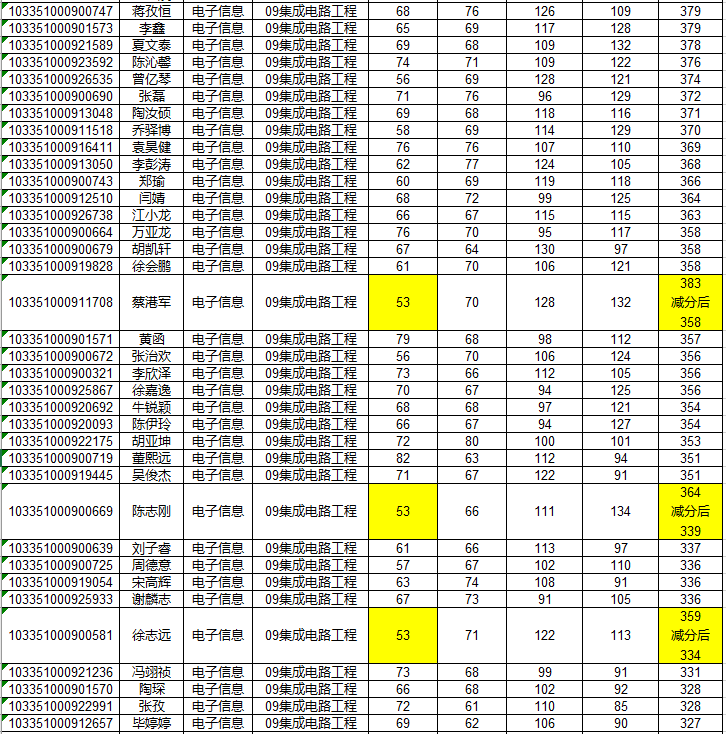 103351000900747 蒋孜恒 电子信息 09集成电路工程 68 76 126 109 379
103351000901573 李鑫 电子信息 09集成电路工程 65 69 117 128 379
103351000921589 夏文泰 电子信息 09集成电路工程 69 68 109 132 378
103351000923592 陈沁馨 电子信息 09集成电路工程 74 71 109 122 376
103351000926535 曾亿琴 电子信息 09集成电路工程 56 69 128 121 374
103351000900690 张磊 电子信息 09集成电路工程 71 76 96 129 372
103351000913048 陶汝硕 电子信息 09集成电路工程 69 68 118 116 371
103351000911518 乔驿博 电子信息 09集成电路工程 58 69 114 129 370
103351000916411 袁昊健 电子信息 09集成电路工程 76 76 107 110 369
103351000913050 李彭涛 电子信息 09集成电路工程 62 77 124 105 368
103351000900743 郑瑜 电子信息 09集成电路工程 60 69 119 118 366
103351000912510 闫婧 电子信息 09集成电路工程 68 72 99 125 364
103351000926738 江小龙 电子信息 09集成电路工程 66 67 115 115 363
103351000900664 万亚龙 电子信息 09集成电路工程 76 70 95 117 358
103351000900679 胡凯轩 电子信息 09集成电路工程 67 64 130 97 358
103351000919828 徐会鹏 电子信息 09集成电路工程 61 70 106 121 358
103351000911708 蔡港军 电子信息 09集成电路工程 53 70 128 132 383
减分后
358
103351000901571 黄函 电子信息 09集成电路工程 79 68 98 112 357
103351000900672 张治欢 电子信息 09集成电路工程 56 70 106 124 356
103351000900321 李欣泽 电子信息 09集成电路工程 73 66 112 105 356
103351000925867 徐嘉逸 电子信息 09集成电路工程 70 67 94 125 356
103351000920692 牛锐颖 电子信息 09集成电路工程 68 68 97 121 354
103351000920093 陈伊玲 电子信息 09集成电路工程 66 67 94 127 354
103351000922175 胡亚坤 电子信息 09集成电路工程 72 80 100 101 353
103351000900719 董熙远 电子信息 09集成电路工程 82 63 112 94 351
103351000919445 吴俊杰 电子信息 09集成电路工程 71 67 122 91 351
103351000900669 陈志刚 电子信息 09集成电路工程 53 66 111 134 364
减分后
339
103351000900639 刘子睿 电子信息 09集成电路工程 61 66 113 97 337
103351000900725 周德意 电子信息 09集成电路工程 57 67 102 110 336
103351000919054 宋高辉 电子信息 09集成电路工程 63 74 108 91 336
103351000925933 谢麟志 电子信息 09集成电路工程 67 73 91 105 336
103351000900581 徐志远 电子信息 09集成电路工程 53 71 122 113 359
减分后
334
103351000921236 冯翊祯 电子信息 09集成电路工程 73 68 99 91 331
103351000901570 陶琛 电子信息 09集成电路工程 66 68 102 92 328
103351000922991 张孜 电子信息 09集成电路工程 72 61 110 85 328
103351000912657 毕婷婷 电子信息 09集成电路工程 69 62 106 90 327